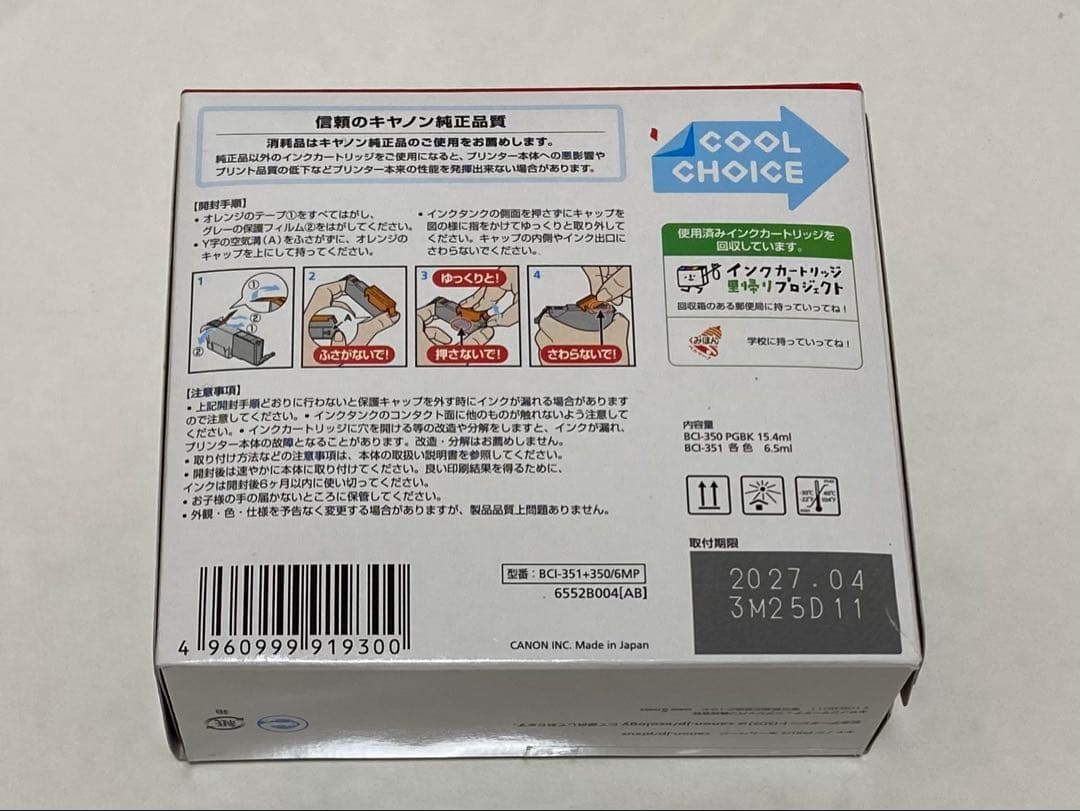 信頼のキヤノン純正品質
消耗品はキヤノン純正品のご使用をお薦めします。
純正品以外のインクカートリッジをご使用になると、プリンター本体への悪影響や
プリント品質の低下などプリンター本来の性能を発揮出来ない場合があります。
COOL
CHOICE
【開封手順】
• オレンジのテープ①をすべてはがし、
グレーの保護フィルム②をはがしてください。
• Y字の空気溝（A）をふさがずに、オレンジの
キャップを上にして持ってください。
• インクタンクの側面を押さずにキャップを
図の様に指をかけてゆっくりと取り外して
ください。キャップの内側やインク出口に
さわらないでください。
使用済みインクカートリッジを
回収しています。
インクカートリッジ
里帰りプロジェクト
回収箱のある郵便局に持っていってね！
くみほん
学校に持っていってね！
1
①
②
①
②
2
A
ふさがないで！
3
ゆっくりと！
押さないで！
4
さわらないで！
【注意事項】
• 上記開封手順どおりに行わないと保護キャップを外す時にインクが漏れる場合があります
ので注意してください。• インクタンクのコンタクト面に他のものが触れないよう注意して
ください。• インクカートリッジに穴を開ける等の改造や分解をしますと、インクが漏れ、
プリンター本体の故障となることがあります。改造・分解はお薦めしません。
• 取り付け方法などの注意事項は、本体の取扱い説明書を参照してください。
• 開封後は速やかに本体に取り付けてください。良い印刷結果を得るために、
インクは開封後6ヶ月以内に使い切ってください。
• お子様の手の届かないところに保管してください。
• 外観・色・仕様を予告なく変更する場合がありますが、製品品質上問題ありません。
内容量
BCI-350 PGBK 15.4ml
BCI-351 各色 6.5ml
取付期限
2027.04
3M25D11
型番：BCI-351+350/6MP
6552B004[AB]
CANON INC. Made in Japan
4 960999 919300